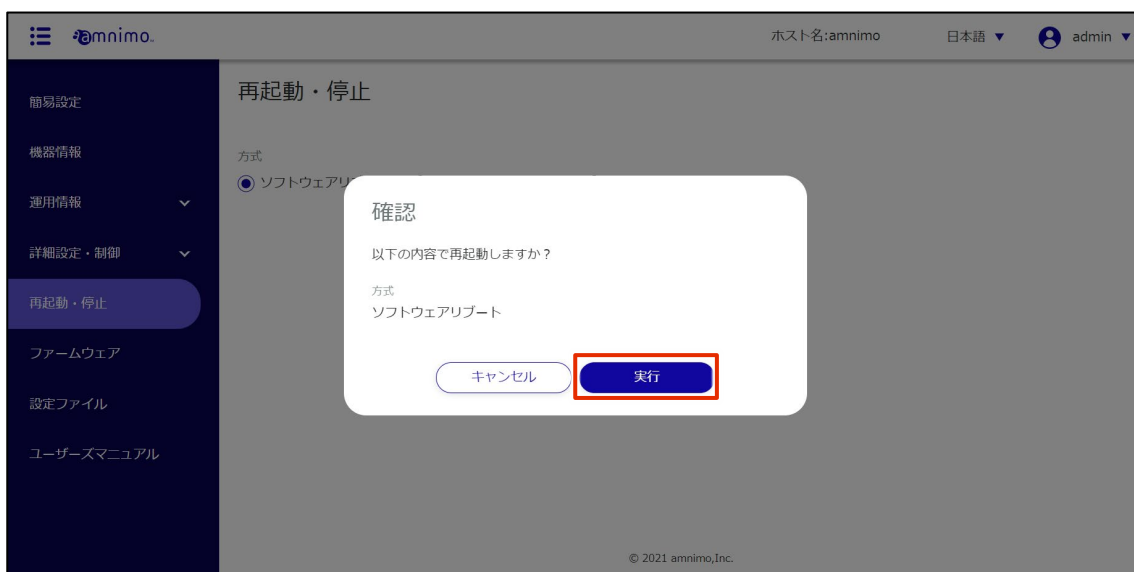 amnimo
ホスト名:amnimo
日本語 ▼
admin ▼
簡易設定
機器情報
運用情報
詳細設定・制御
再起動・停止
ファームウェア
設定ファイル
ユーザーズマニュアル
再起動・停止
方式
ソフトウェアリ
確認
以下の内容で再起動しますか？
方式
ソフトウェアリブート
キャンセル
実行
© 2021 amnimo,Inc.